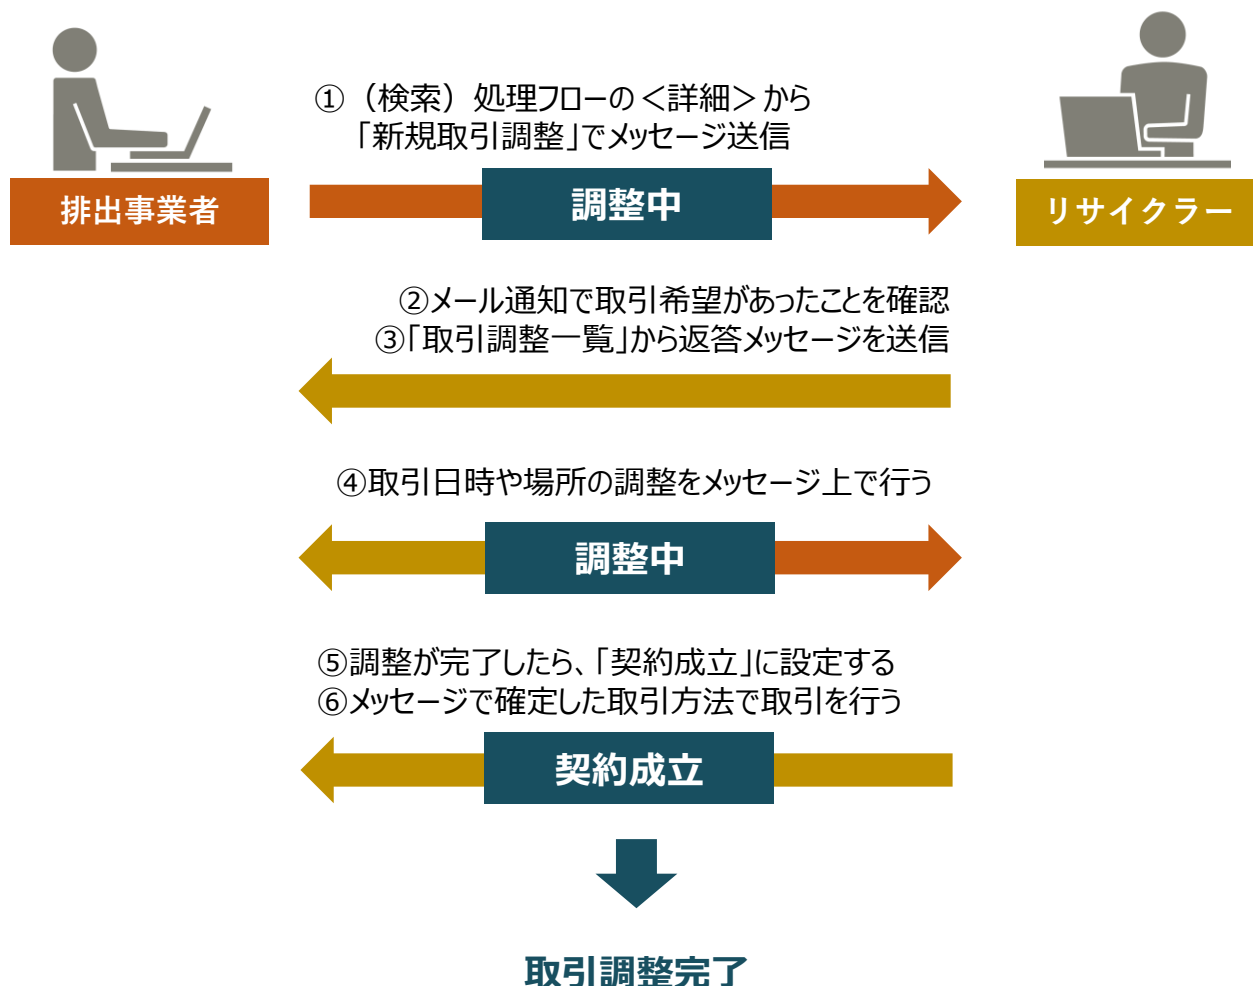 ①（検索）処理フローの＜詳細＞から
「新規取引調整」でメッセージ送信
排出事業者
調整中
リサイクラー
②メール通知で取引希望があったことを確認
③「取引調整一覧」から返答メッセージを送信
④取引日時や場所の調整をメッセージ上で行う
調整中
⑤調整が完了したら、「契約成立」に設定する
⑥メッセージで確定した取引方法で取引を行う
契約成立
取引調整完了